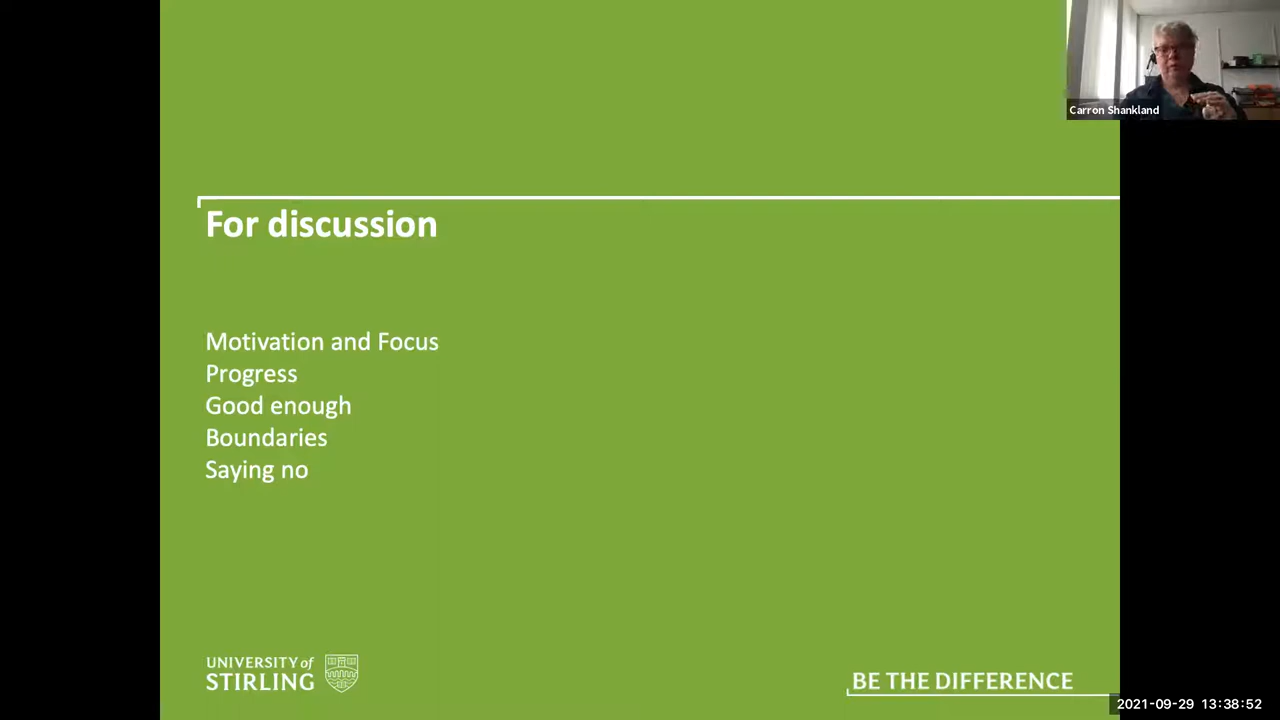 Carron Shankland
For discussion
Motivation and Focus
Progress
Good enough
Boundaries
Saying no
UNIVERSITY of
STIRLING
BE THE DIFFERENCE
2021-09-29 13:38:52